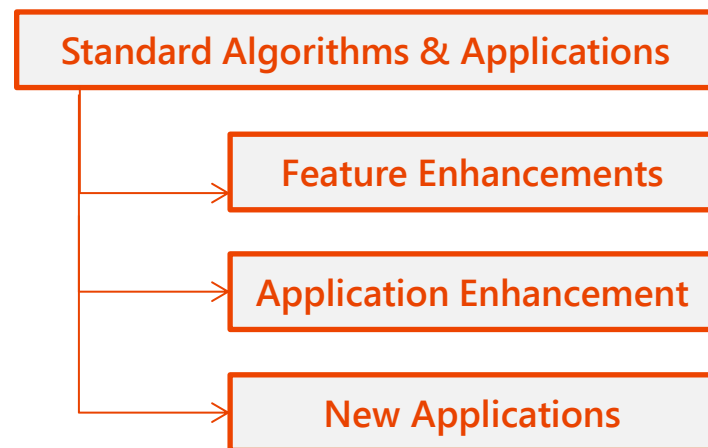 Standard Algorithms & Applications
Feature Enhancements
Application Enhancement
New Applications